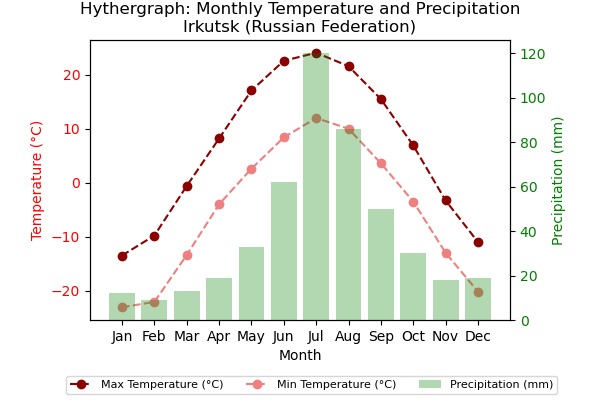 Hythergraph: Monthly Temperature and Precipitation
Irkutsk (Russian Federation)
Temperature (°C)
20
10
0
−10
−20
120
100
80
60
40
20
0
Precipitation (mm)
Jan Feb Mar Apr May Jun Jul Aug Sep Oct Nov Dec
Month
Max Temperature (°C) Min Temperature (°C) Precipitation (mm)